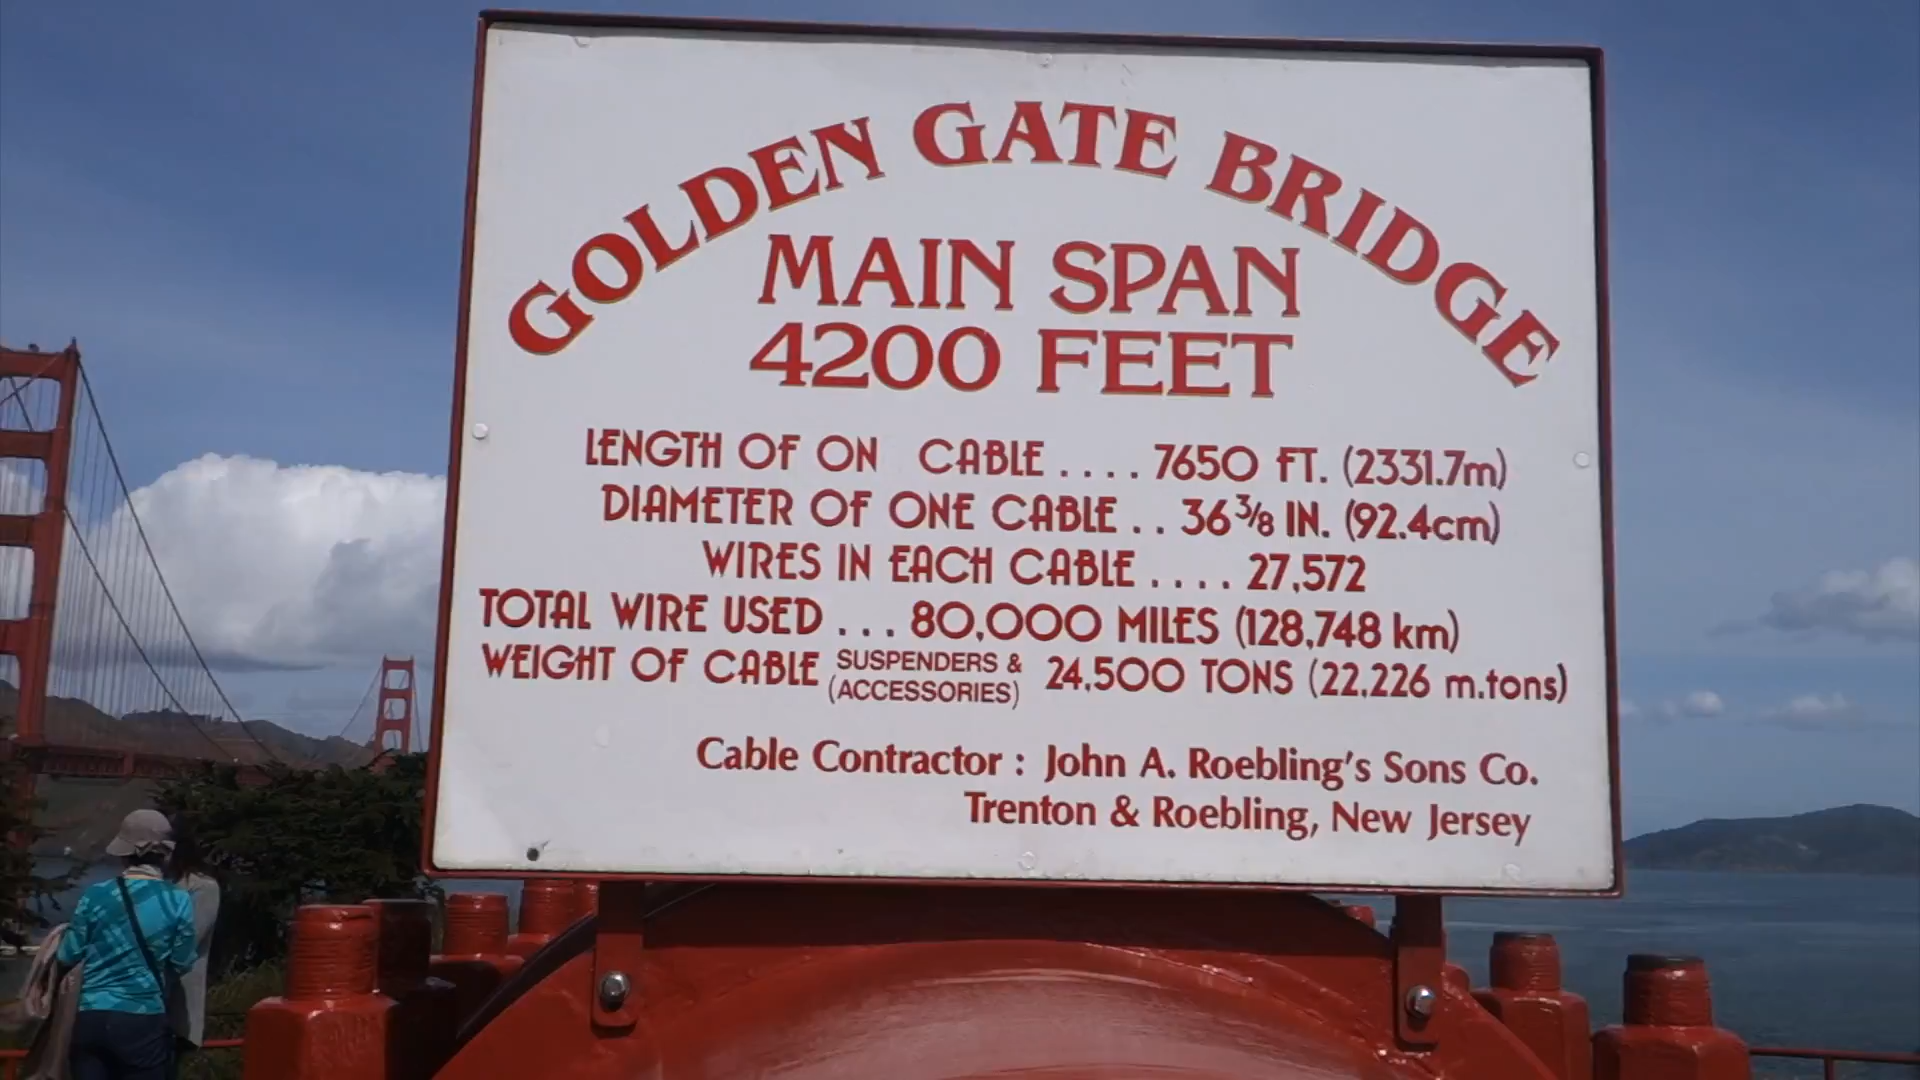 GOLDEN GATE BRIDGE
MAIN SPAN
4200 FEET
LENGTH OF ON CABLE .... 7650 FT. (2331.7m)
DIAMETER OF ONE CABLE .. 36 3/8 IN. (92.4cm)
WIRES IN EACH CABLE .... 27,572
TOTAL WIRE USED ... 80,000 MILES (128,748 km)
WEIGHT OF CABLE SUSPENDERS & (ACCESSORIES) 24,500 TONS (22,226 m.tons)
Cable Contractor : John A. Roebling's Sons Co.
Trenton & Roebling, New Jersey